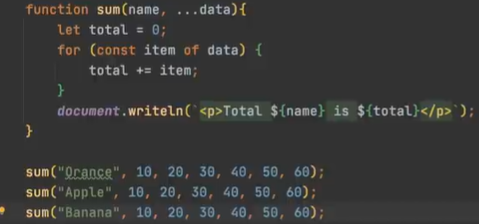 function sum(name, ...data){
let total = 0;
for (const item of data) {
total += item;
}
document.writeln(`<p>Total ${name} is ${total}</p>`);
}
sum("Orance", 10, 20, 30, 40, 50, 60);
sum("Apple", 10, 20, 30, 40, 50, 60);
sum("Banana", 10, 20, 30, 40, 50, 60);